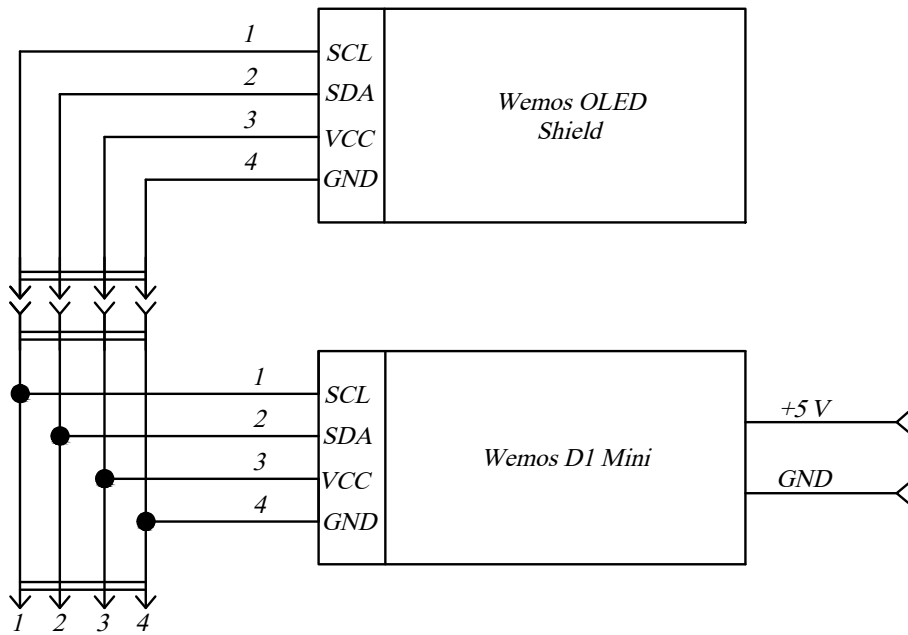 1
SCL
2
SDA
3
VCC
4
GND
Wemos OLED
Shield
1
SCL
2
SDA
3
VCC
4
GND
Wemos D1 Mini
+5 V
GND
1 2 3 4